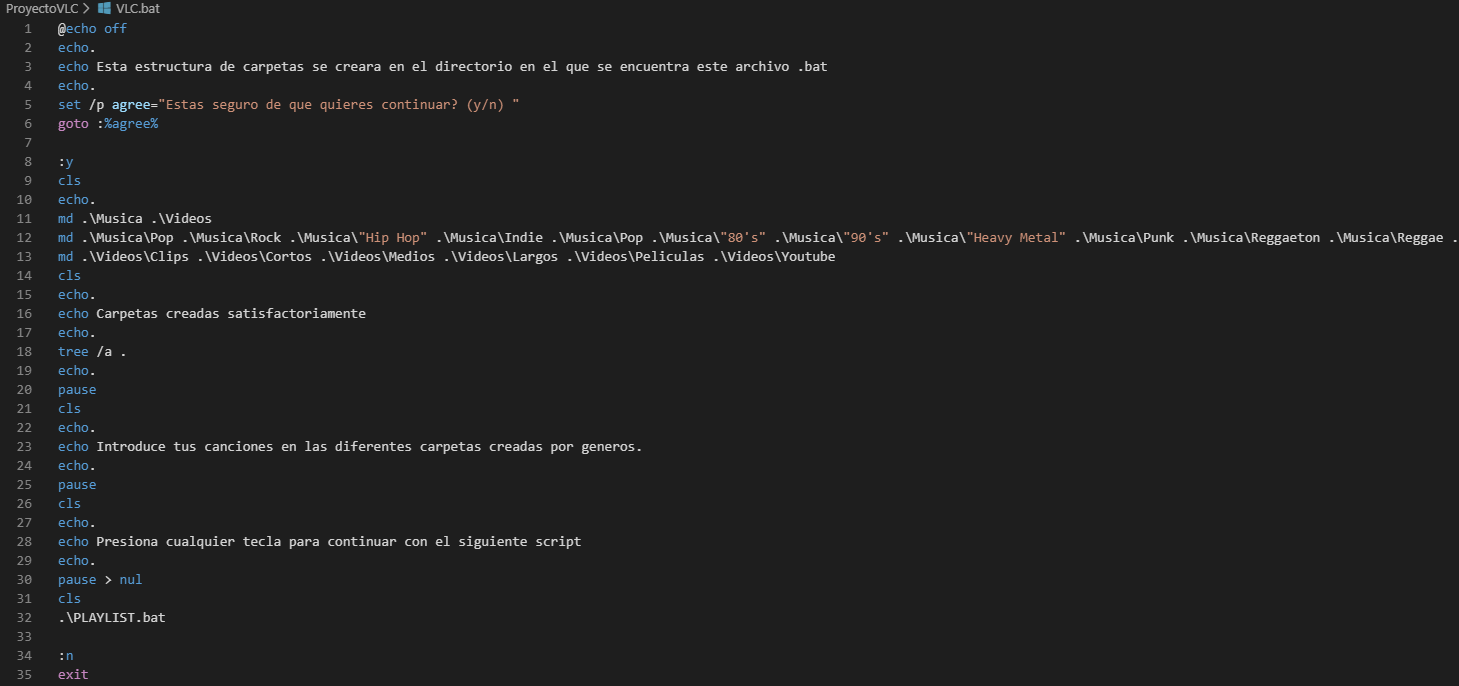 ProyectoVLC > VLC.bat
1 @echo off
2 echo.
3 echo Esta estructura de carpetas se creara en el directorio en el que se encuentra este archivo .bat
4 echo.
5 set /p agree="Estas seguro de que quieres continuar? (y/n) "
6 goto :%agree%
7
8 :y
9 cls
10 echo.
11 md .\Musica .\Videos
12 md .\Musica\Pop .\Musica\Rock .\Musica\"Hip Hop" .\Musica\Indie .\Musica\Pop .\Musica\"80's" .\Musica\"90's" .\Musica\"Heavy Metal" .\Musica\Punk .\Musica\Reggaeton .\Musica\Reggae .
13 md .\Videos\Clips .\Videos\Cortos .\Videos\Medios .\Videos\Largos .\Videos\Peliculas .\Videos\Youtube
14 cls
15 echo.
16 echo Carpetas creadas satisfactoriamente
17 echo.
18 tree /a .
19 echo.
20 pause
21 cls
22 echo.
23 echo Introduce tus canciones en las diferentes carpetas creadas por generos.
24 echo.
25 pause
26 cls
27 echo.
28 echo Presiona cualquier tecla para continuar con el siguiente script
29 echo.
30 pause > nul
31 cls
32 .\PLAYLIST.bat
33
34 :n
35 exit